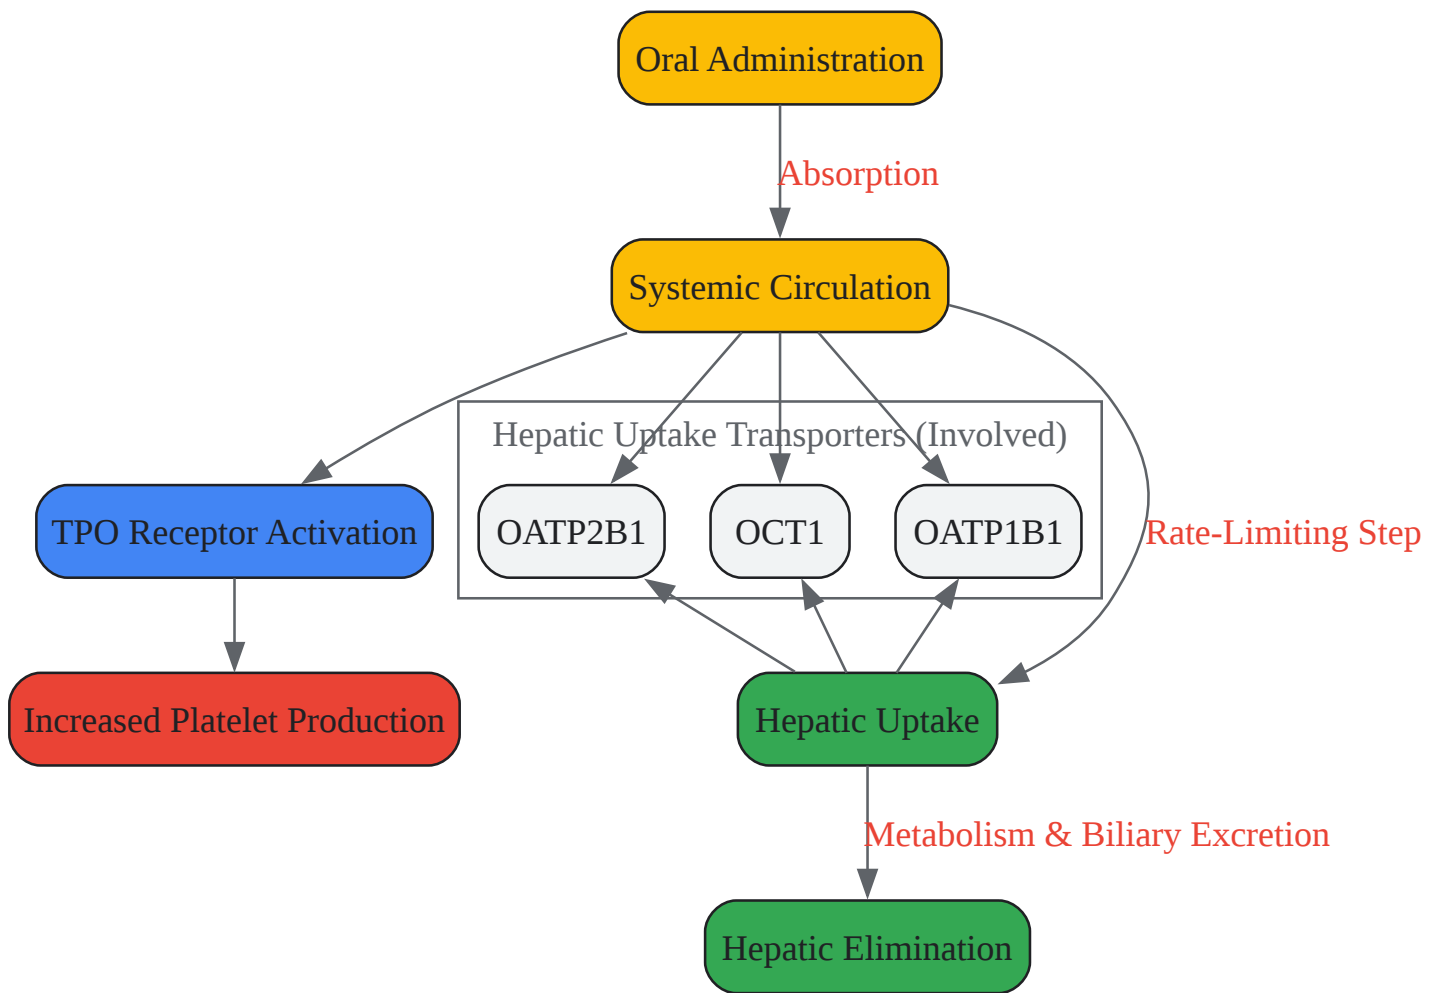 Oral Administration
Absorption
Systemic Circulation
Hepatic Uptake Transporters (Involved)
TPO Receptor Activation
OATP2B1
OCT1
OATP1B1
Rate-Limiting Step
Increased Platelet Production
Hepatic Uptake
Metabolism & Biliary Excretion
Hepatic Elimination